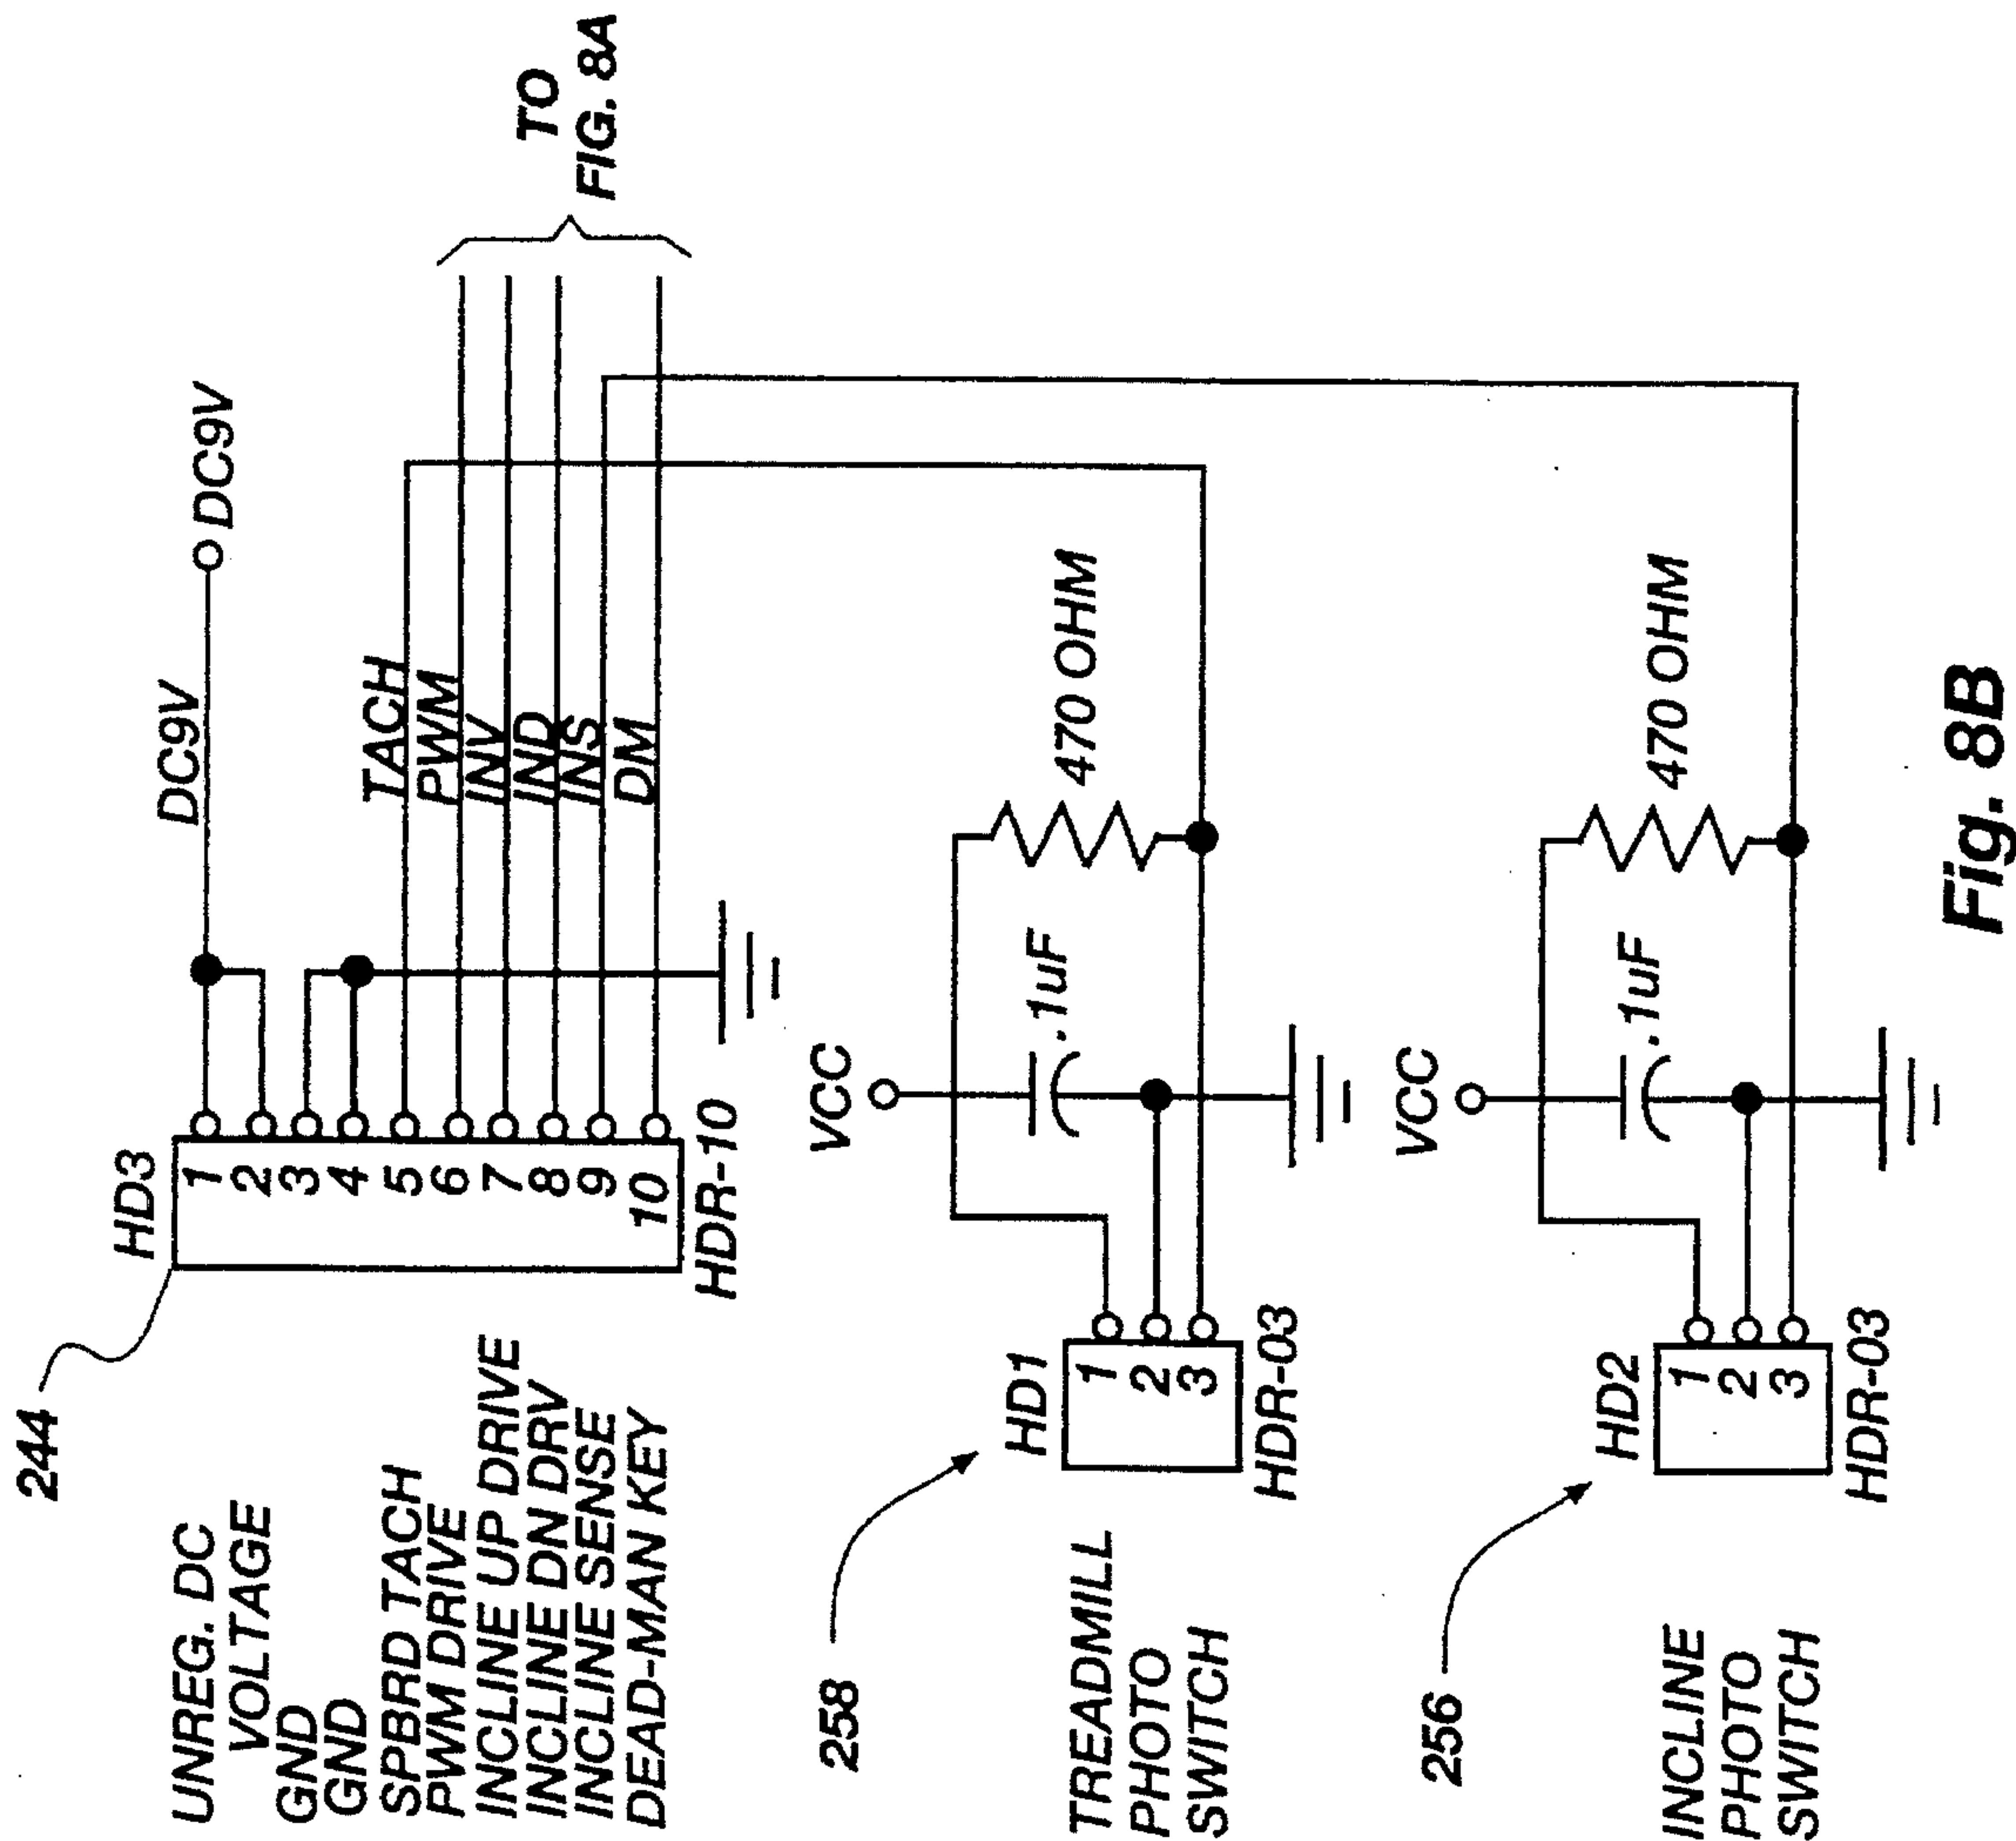 244
HD3
UNREG. DC
VOLTAGE
GND
GND
SPBRD TACH
PWM DRIVE
INCLINE UP DRIVE
INCLINE DN DRV
INCLINE SENSE
DEAD-MAN KEY
1
2
3
4
5
6
7
8
9
10
HDR-10
DC9V
DC9V
TACH
PWM
INV
IND
INS
DM
TO
FIG. 8A
258
TREADMILL
PHOTO
SWITCH
HD1
1
2
3
HDR-03
VCC
.1uF
470 OHM
256
INCLINE
PHOTO
SWITCH
HD2
1
2
3
HDR-03
VCC
.1uF
470 OHM
Fig. 8B